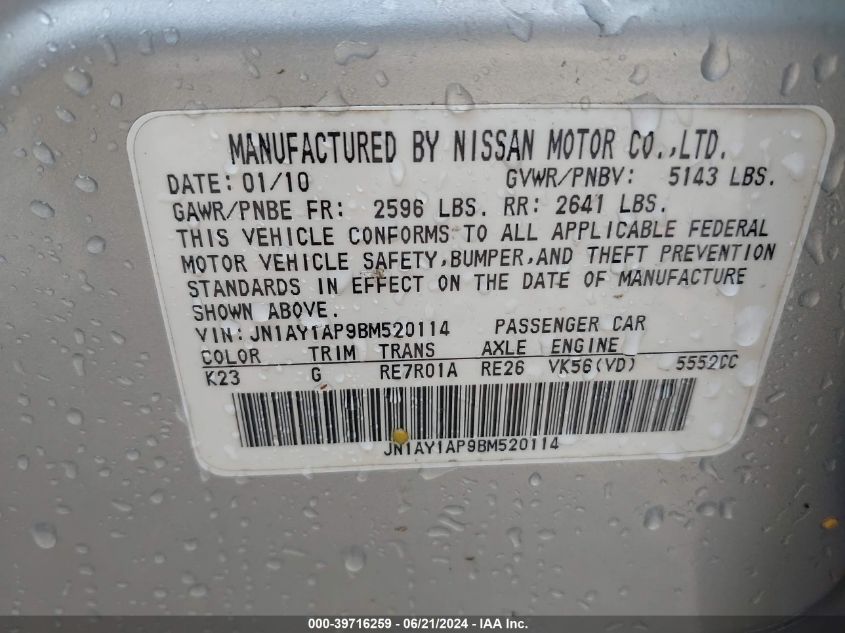 MANUFACTURED BY NISSAN MOTOR CO.,LTD.
DATE: 01/10 GVWR/PNBV: 5143 LBS.
GAWR/PNBE FR: 2596 LBS. RR: 2641 LBS.
THIS VEHICLE CONFORMS TO ALL APPLICABLE FEDERAL
MOTOR VEHICLE SAFETY,BUMPER,AND THEFT PREVENTION
STANDARDS IN EFFECT ON THE DATE OF MANUFACTURE
SHOWN ABOVE.
VIN: JN1AY1AP9BM520114 PASSENGER CAR
COLOR TRIM TRANS AXLE ENGINE
K23 G RE7R01A RE26 VK56(VD) 5552CC
JN1AY1AP9BM520114
000-39716259 - 06/21/2024 - IAA Inc.